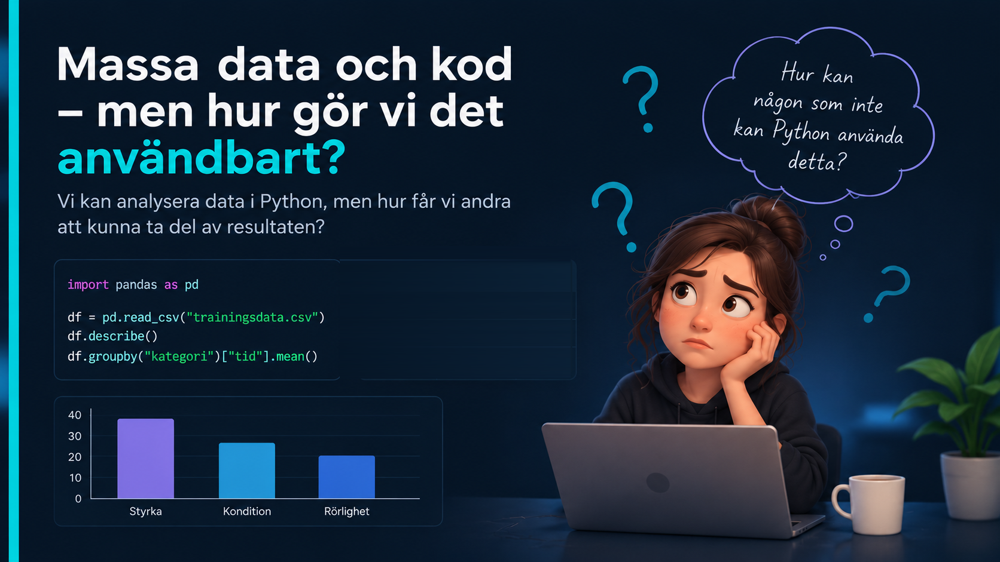 Massa data och kod
– men hur gör vi det
användbart?
Vi kan analysera data i Python, men hur får vi andra
att kunna ta del av resultaten?
import pandas as pd
df = pd.read_csv("trainingsdata.csv")
df.describe()
df.groupby("kategori")["tid"].mean()
40
30
20
10
0
Styrka Kondition Rörlighet
Hur kan
någon som inte
kan Python använda
detta?